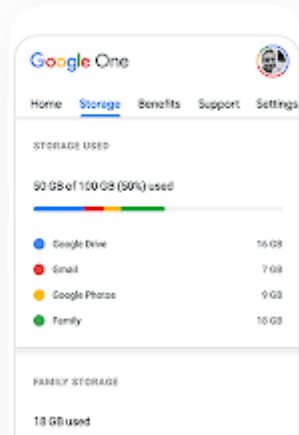 Google One
Home Storage Benefits Support Settings
STORAGE USED
50 GB of 100 GB (50%) used
Google Drive 16 GB
Gmail 7 GB
Google Photos 9 GB
Family 18 GB
FAMILY STORAGE
18 GB used